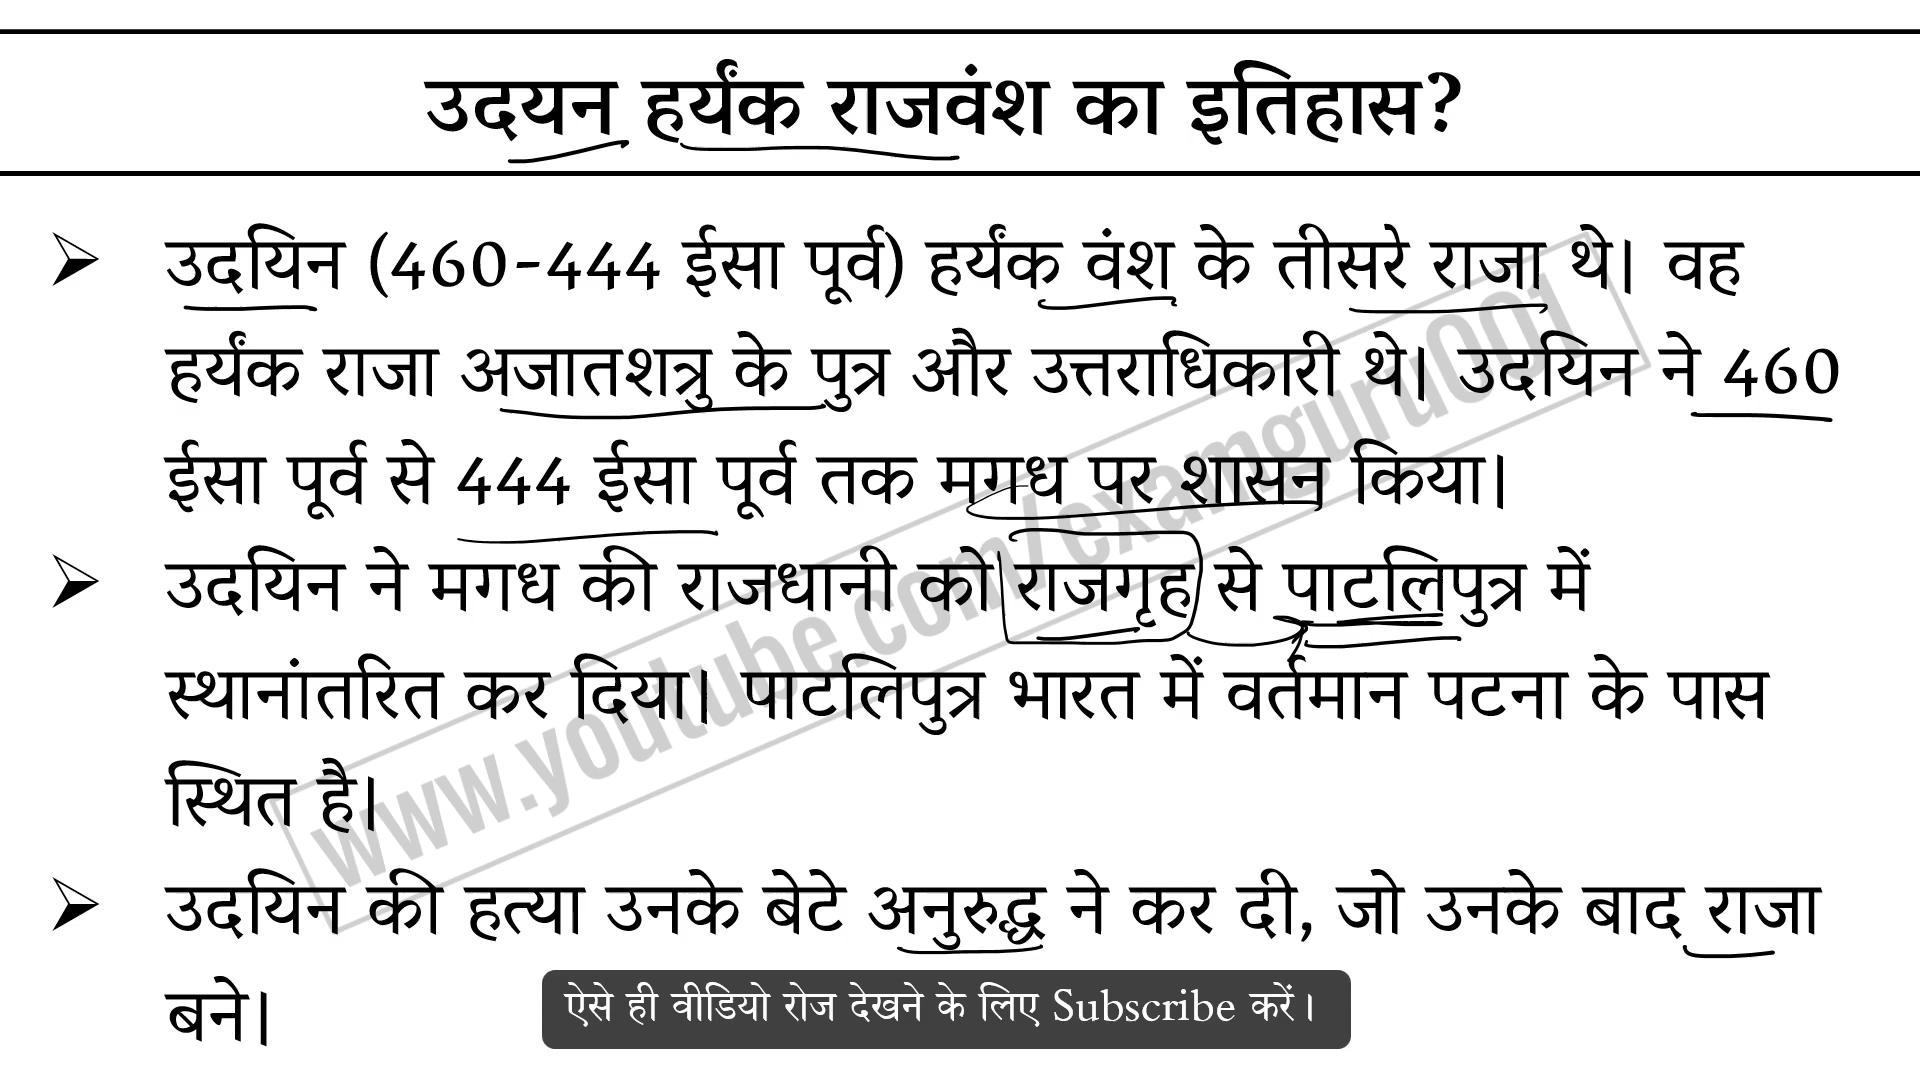 उदयन हर्यंक राजवंश का इतिहास?
➢ उदयिन (460-444 ईसा पूर्व) हर्यंक वंश के तीसरे राजा थे। वह
हर्यंक राजा अजातशत्रु के पुत्र और उत्तराधिकारी थे। उदयिन ने 460
ईसा पूर्व से 444 ईसा पूर्व तक मगध पर शासन किया।
➢ उदयिन ने मगध की राजधानी को राजगृह से पाटलिपुत्र में
स्थानांतरित कर दिया। पाटलिपुत्र भारत में वर्तमान पटना के पास
स्थित है।
➢ उदयिन की हत्या उनके बेटे अनुरुद्ध ने कर दी, जो उनके बाद राजा
बने।
ऐसे ही वीडियो रोज देखने के लिए Subscribe करें।
www.youtube.com/examguru001